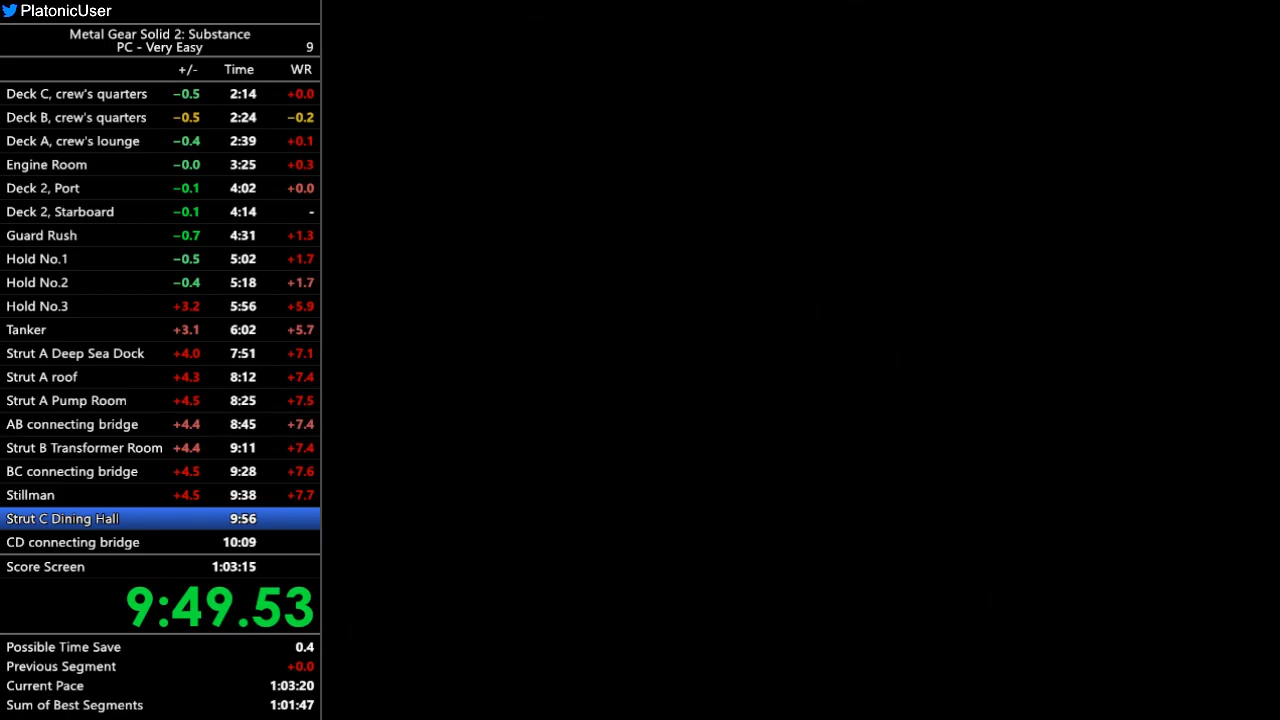 PlatonicUser
Metal Gear Solid 2: Substance
PC - Very Easy 9
+/- Time WR
Deck C, crew's quarters −0.5 2:14 +0.0
Deck B, crew's quarters −0.5 2:24 −0.2
Deck A, crew's lounge −0.4 2:39 +0.1
Engine Room −0.0 3:25 +0.3
Deck 2, Port −0.1 4:02 +0.0
Deck 2, Starboard −0.1 4:14 -
Guard Rush −0.7 4:31 +1.3
Hold No.1 −0.5 5:02 +1.7
Hold No.2 −0.4 5:18 +1.7
Hold No.3 +3.2 5:56 +5.9
Tanker +3.1 6:02 +5.7
Strut A Deep Sea Dock +4.0 7:51 +7.1
Strut A roof +4.3 8:12 +7.4
Strut A Pump Room +4.5 8:25 +7.5
AB connecting bridge +4.4 8:45 +7.4
Strut B Transformer Room +4.4 9:11 +7.4
BC connecting bridge +4.5 9:28 +7.6
Stillman +4.5 9:38 +7.7
Strut C Dining Hall 9:56
CD connecting bridge 10:09
Score Screen 1:03:15
9:49.53
Possible Time Save 0.4
Previous Segment +0.0
Current Pace 1:03:20
Sum of Best Segments 1:01:47